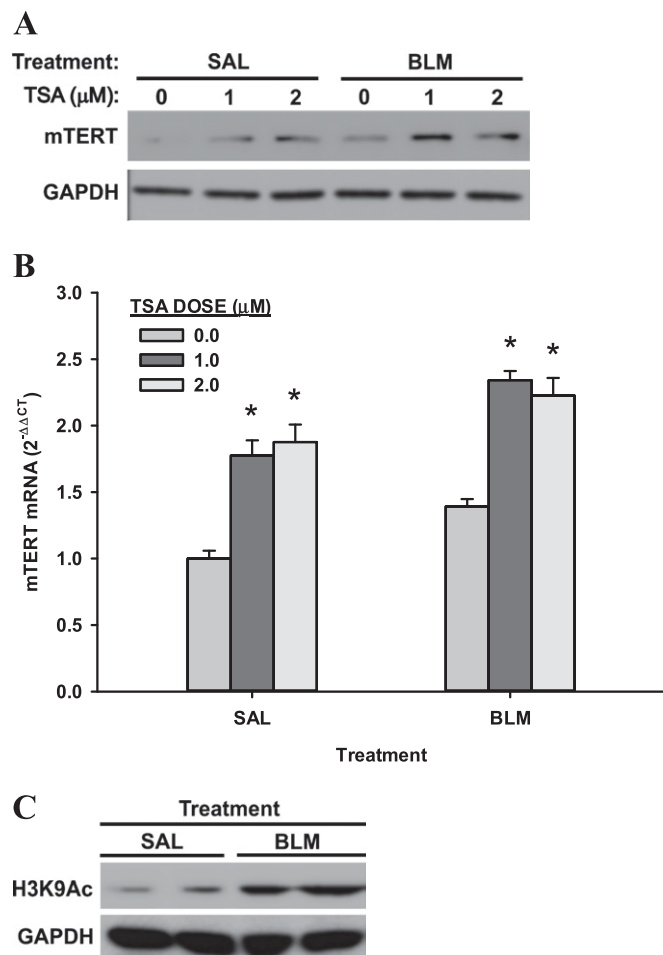 A
Treatment: SAL BLM
TSA (μM): 0 1 2 0 1 2
mTERT
GAPDH
B
mTERT mRNA (2^-ΔΔCT)
3.0
2.5
2.0
1.5
1.0
0.5
0.0
TSA DOSE (μM)
0.0
1.0
2.0
* * * *
SAL BLM
Treatment
C
Treatment
SAL BLM
H3K9Ac
GAPDH